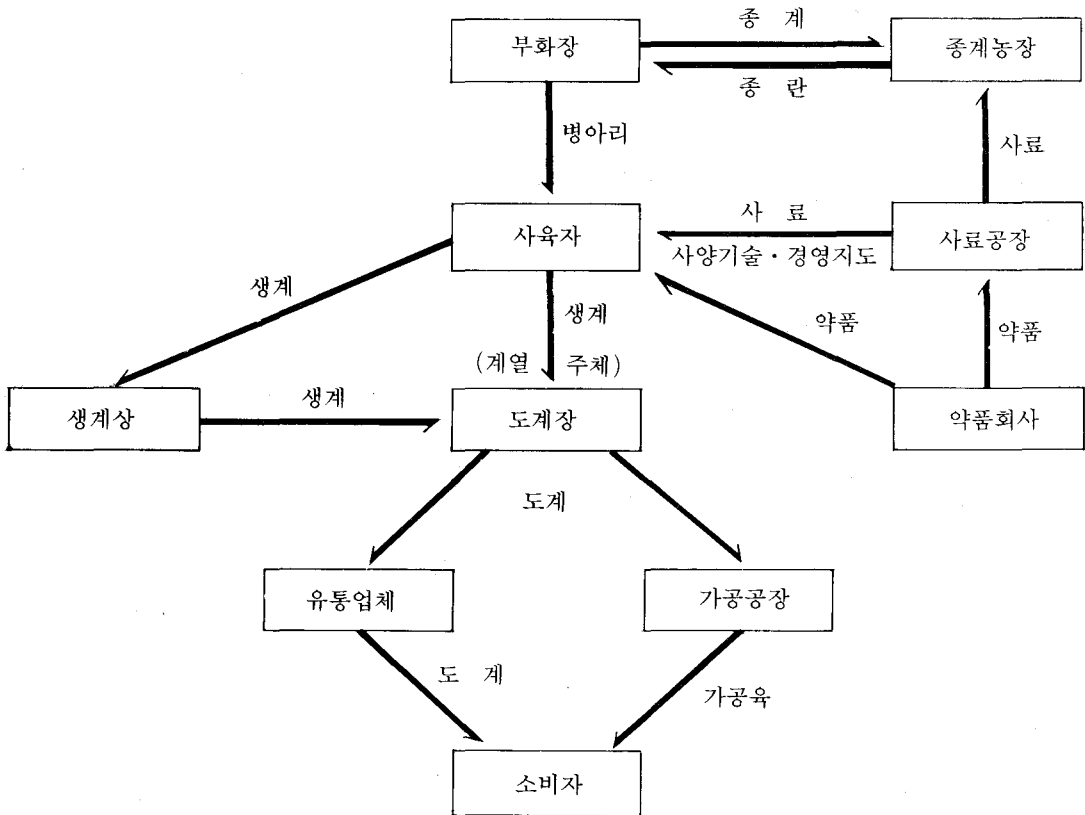 종 계
부화장
종계농장
종 란
병아리
사료
사육자
사 료
사료공장
사양기술·경영지도
생계
생계
약품
약품
(계열 주체)
생계상
생계
도계장
약품회사
도계
유통업체
가공공장
도 계
가공육
소비자